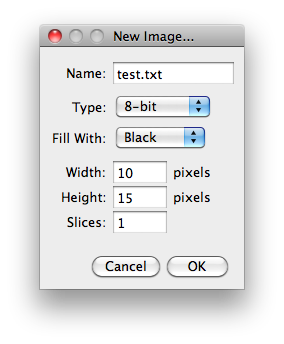 New Image...
Name: test.txt
Type: 8-bit
Fill With: Black
Width: 10 pixels
Height: 15 pixels
Slices: 1
Cancel OK